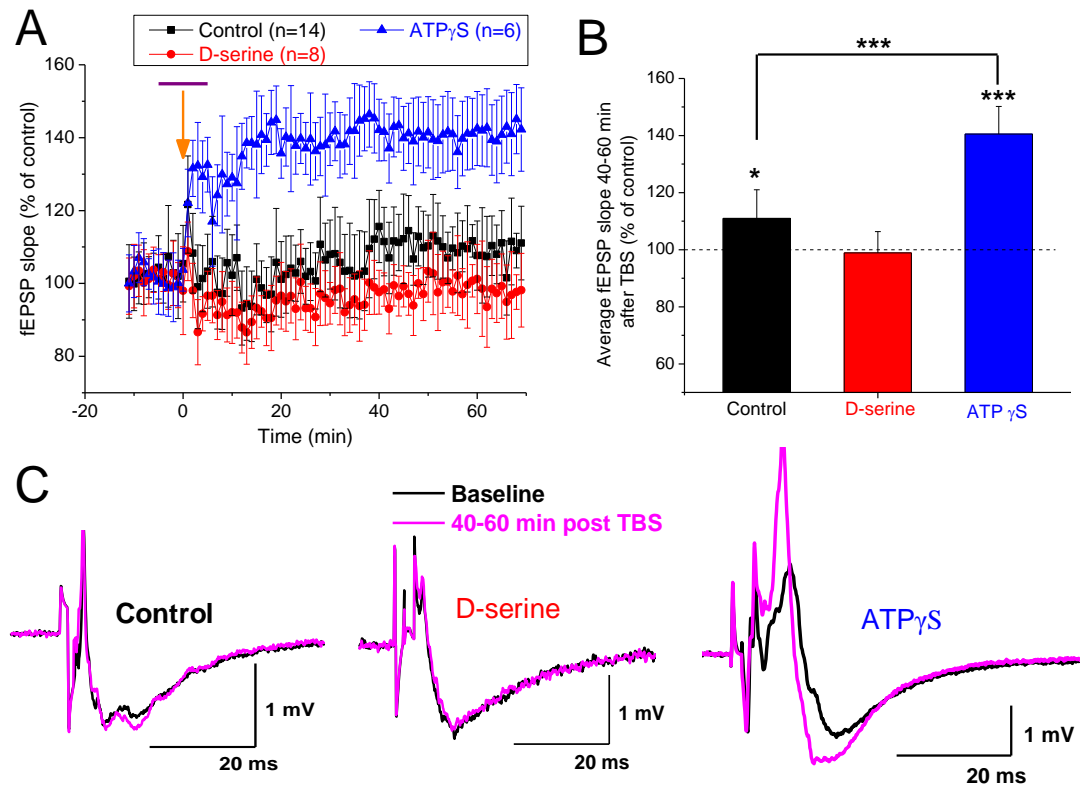 A
Control (n=14)
ATPγS (n=6)
D-serine (n=8)
fEPSP slope (% of control)
160
140
120
100
80
-20
0
20
40
60
Time (min)
B
***
***
*
Average fEPSP slope 40-60 min
after TBS (% of control)
160
140
120
100
80
60
Control
D-serine
ATP γS
C
Baseline
40-60 min post TBS
Control
1 mV
20 ms
D-serine
1 mV
20 ms
ATPγS
1 mV
20 ms